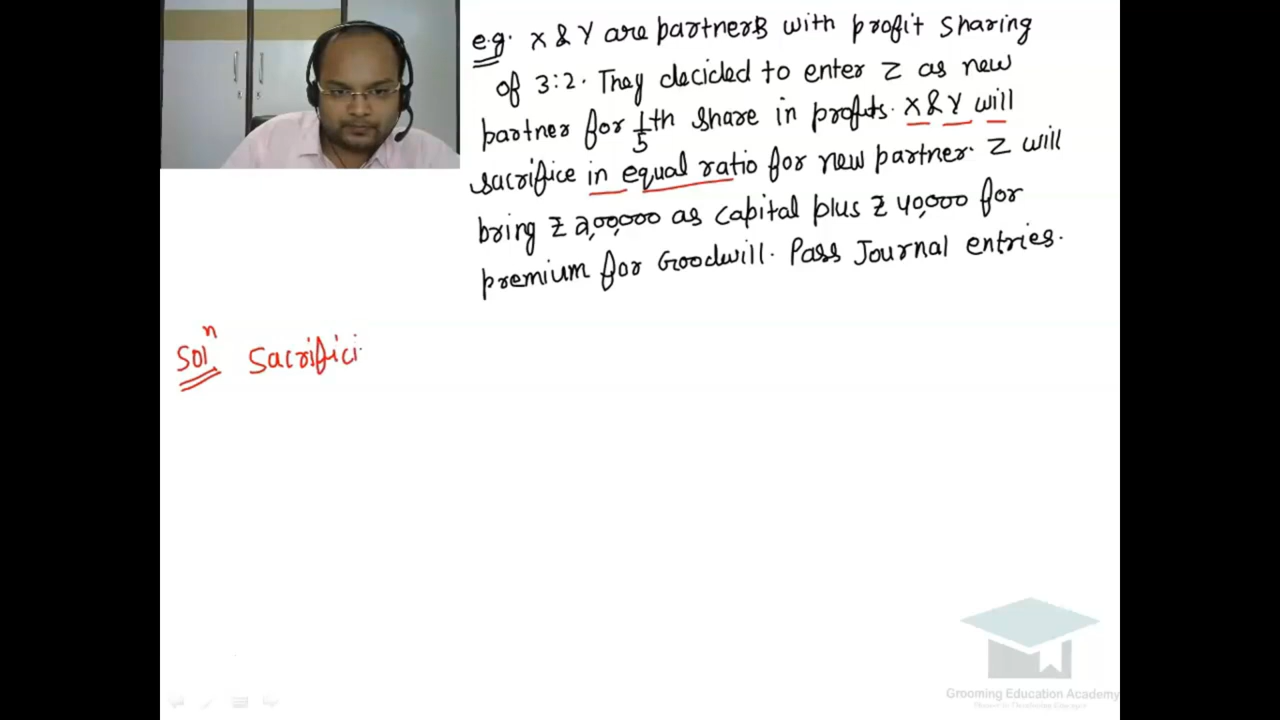 e.g. X & Y are partners with profit sharing
of 3:2. They decided to enter Z as new
partner for 1/5th share in profits. X & Y will
sacrifice in equal ratio for new partner. Z will
bring ₹ 2,00,000 as capital plus ₹ 40,000 for
premium for Goodwill. Pass Journal entries.
Solⁿ Sacrifici
Grooming Education Academy